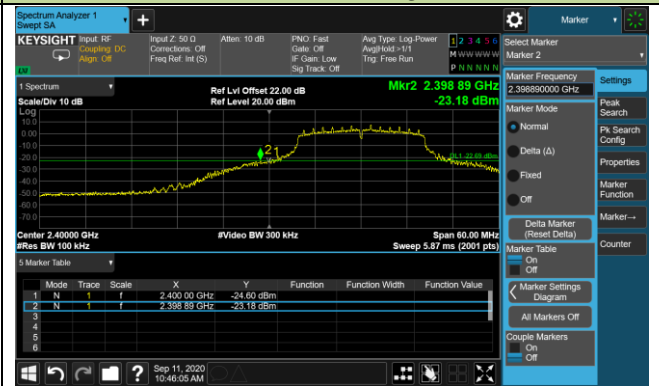 Spectrum Analyzer 1
Swept SA
+
Marker
KEYSIGHT Input: RF
Coupling: DC
Align: Off
Input Z: 50 Ω
Corrections: Off
Freq Ref: Int (S)
Atten: 10 dB
PNO: Fast
Gate: Off
IF Gain: Low
Sig Track: Off
Avg Type: Log-Power
Avg|Hold:>1/1
Trig: Free Run
1 2 3 4 5 6
M W W W W W
P N N N N N
Select Marker
Marker 2
1 Spectrum
Scale/Div 10 dB
Log
Ref Lvl Offset 22.00 dB
Ref Level 20.00 dBm
Mkr2 2.398 89 GHz
-23.18 dBm
10.0
0.00
-10.0
-20.0
-30.0
-40.0
-50.0
-60.0
-70.0
2
1
DL1 -22.69 dBm
Center 2.40000 GHz
#Res BW 100 kHz
#Video BW 300 kHz
Span 60.00 MHz
Sweep 5.87 ms (2001 pts)
5 Marker Table
Mode Trace Scale X Y Function Function Width Function Value
1 N 1 f 2.400 00 GHz -24.60 dBm
2 N 1 f 2.398 89 GHz -23.18 dBm
3
4
5
6
Marker Frequency
2.398890000 GHz
Marker Mode
Normal
Delta (Δ)
Fixed
Off
Delta Marker
(Reset Delta)
Marker Table
On
Off
Marker Settings
Diagram
All Markers Off
Couple Markers
On
Off
Settings
Peak
Search
Pk Search
Config
Properties
Marker
Function
Marker→
Counter
?
Sep 11, 2020
10:46:05 AM